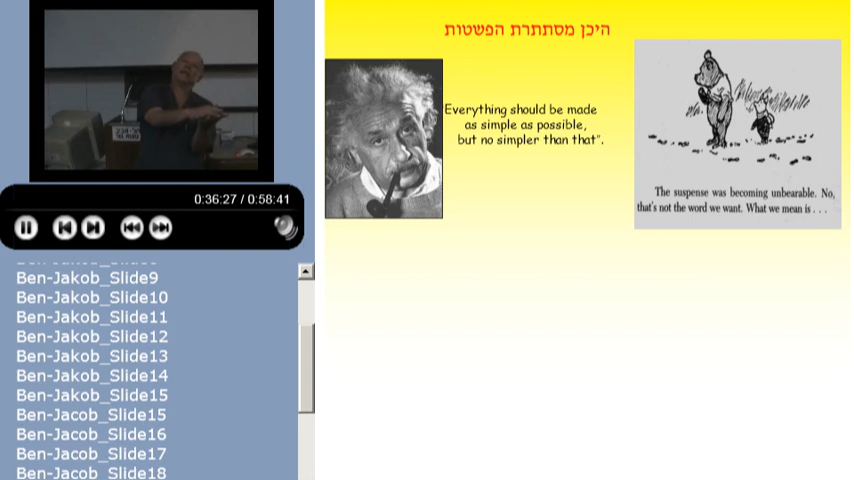 0:36:27 / 0:58:41
Ben-Jakob_Slide9
Ben-Jakob_Slide10
Ben-Jakob_Slide11
Ben-Jakob_Slide12
Ben-Jakob_Slide13
Ben-Jakob_Slide14
Ben-Jakob_Slide15
Ben-Jacob_Slide15
Ben-Jacob_Slide16
Ben-Jacob_Slide17
Ben-Jacob_Slide18
היכן מסתתרת הפשטות
Everything should be made
as simple as possible,
but no simpler than that".
The suspense was becoming unbearable. No,
that's not the word we want. What we mean is . . .